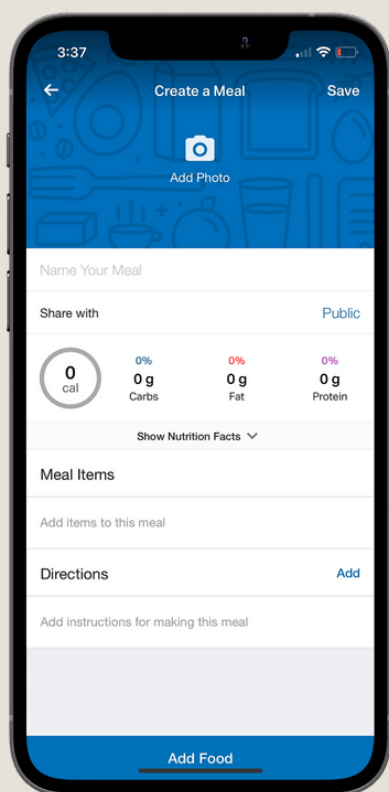 3:37
Create a Meal
Save
Add Photo
Name Your Meal
Share with
Public
0
cal
0%
0 g
Carbs
0%
0 g
Fat
0%
0 g
Protein
Show Nutrition Facts
Meal Items
Add items to this meal
Directions
Add
Add instructions for making this meal
Add Food